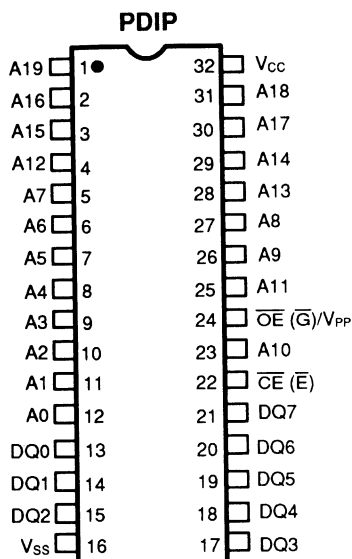 PDIP
A19 1 32 VCC
A16 2 31 A18
A15 3 30 A17
A12 4 29 A14
A7 5 28 A13
A6 6 27 A8
A5 7 26 A9
A4 8 25 A11
A3 9 24 OE (G)/VPP
A2 10 23 A10
A1 11 22 CE (E)
A0 12 21 DQ7
DQ0 13 20 DQ6
DQ1 14 19 DQ5
DQ2 15 18 DQ4
VSS 16 17 DQ3